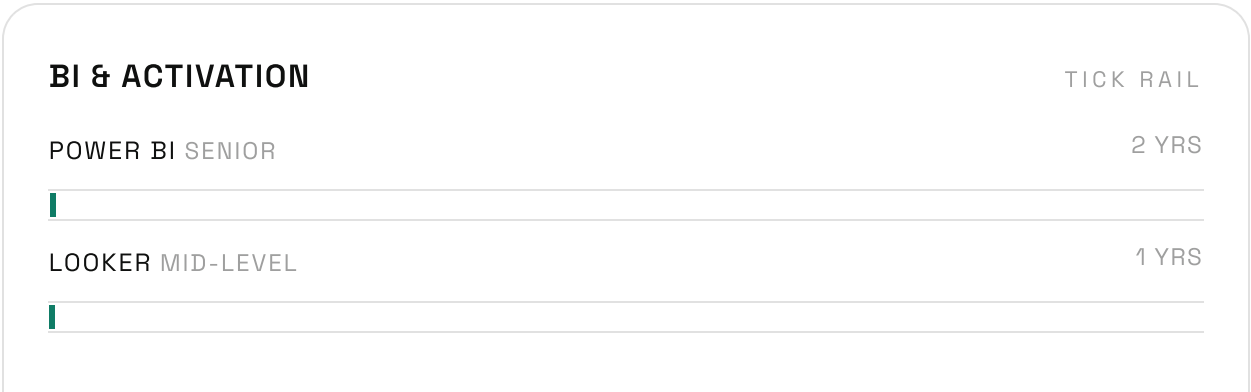 BI & ACTIVATION TICK RAIL
POWER BI SENIOR 2 YRS
LOOKER MID-LEVEL 1 YRS